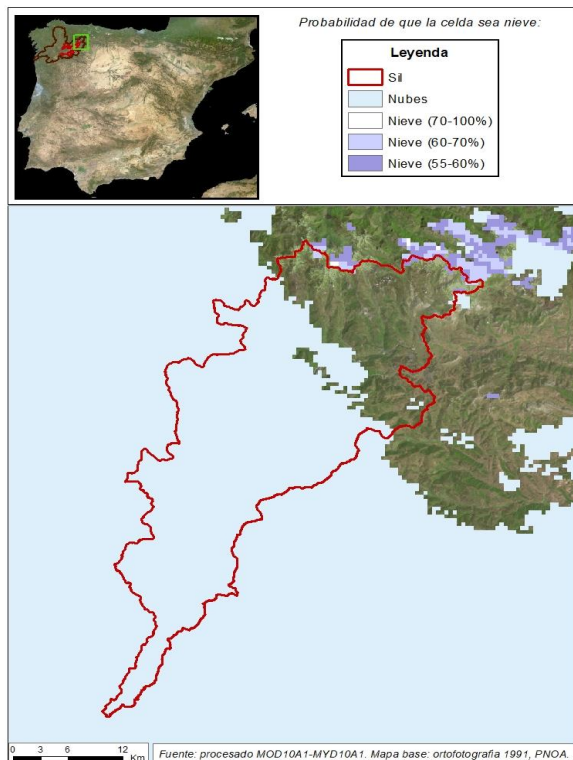 Probabilidad de que la celda sea nieve:
Leyenda
Sil
Nubes
Nieve (70-100%)
Nieve (60-70%)
Nieve (55-60%)
0 3 6 12
Km
Fuente: procesado MOD10A1-MYD10A1. Mapa base: ortofotografia 1991, PNOA.